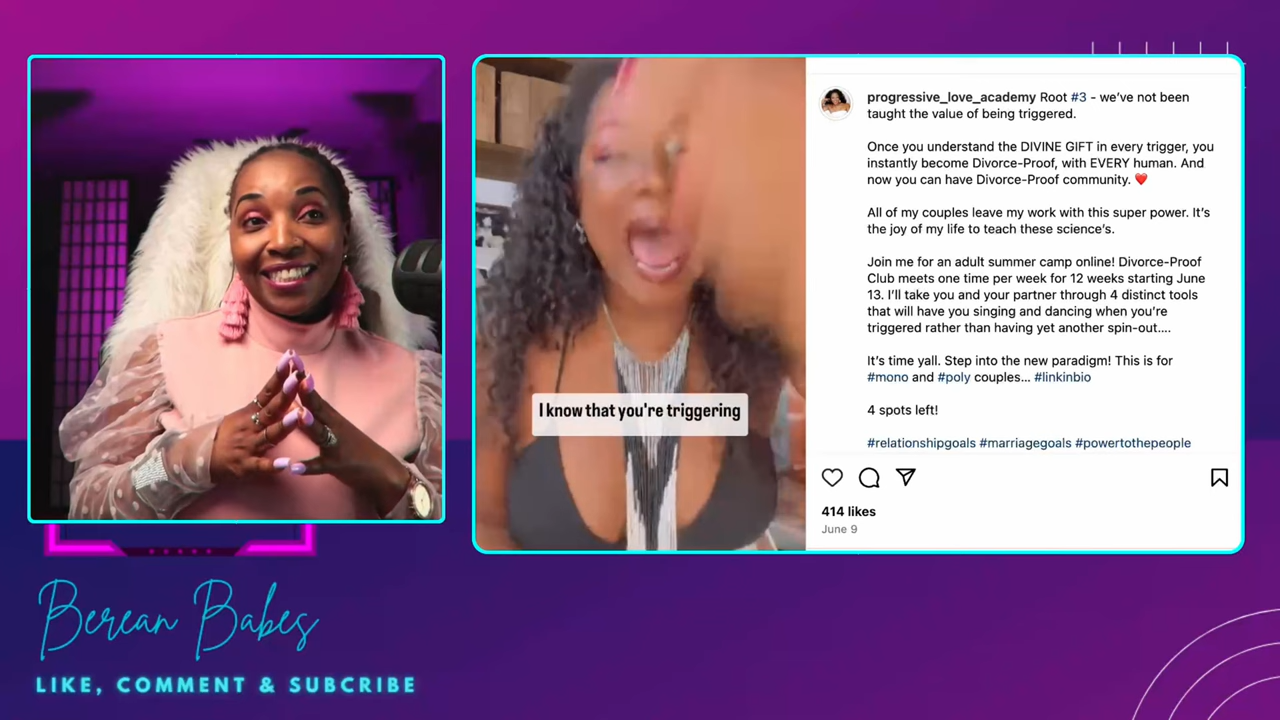 progressive_love_academy Root #3 - we've not been
taught the value of being triggered.
Once you understand the DIVINE GIFT in every trigger, you
instantly become Divorce-Proof, with EVERY human. And
now you can have Divorce-Proof community. ❤️
All of my couples leave my work with this super power. It's
the joy of my life to teach these science's.
Join me for an adult summer camp online! Divorce-Proof
Club meets one time per week for 12 weeks starting June
13. I'll take you and your partner through 4 distinct tools
that will have you singing and dancing when you're
triggered rather than having yet another spin-out....
It's time yall. Step into the new paradigm! This is for
#mono and #poly couples... #linkinbio
4 spots left!
#relationshipgoals #marriagegoals #powertothepeople
414 likes
June 9
I know that you're triggering
Berean Babes
LIKE, COMMENT & SUBCRIBE